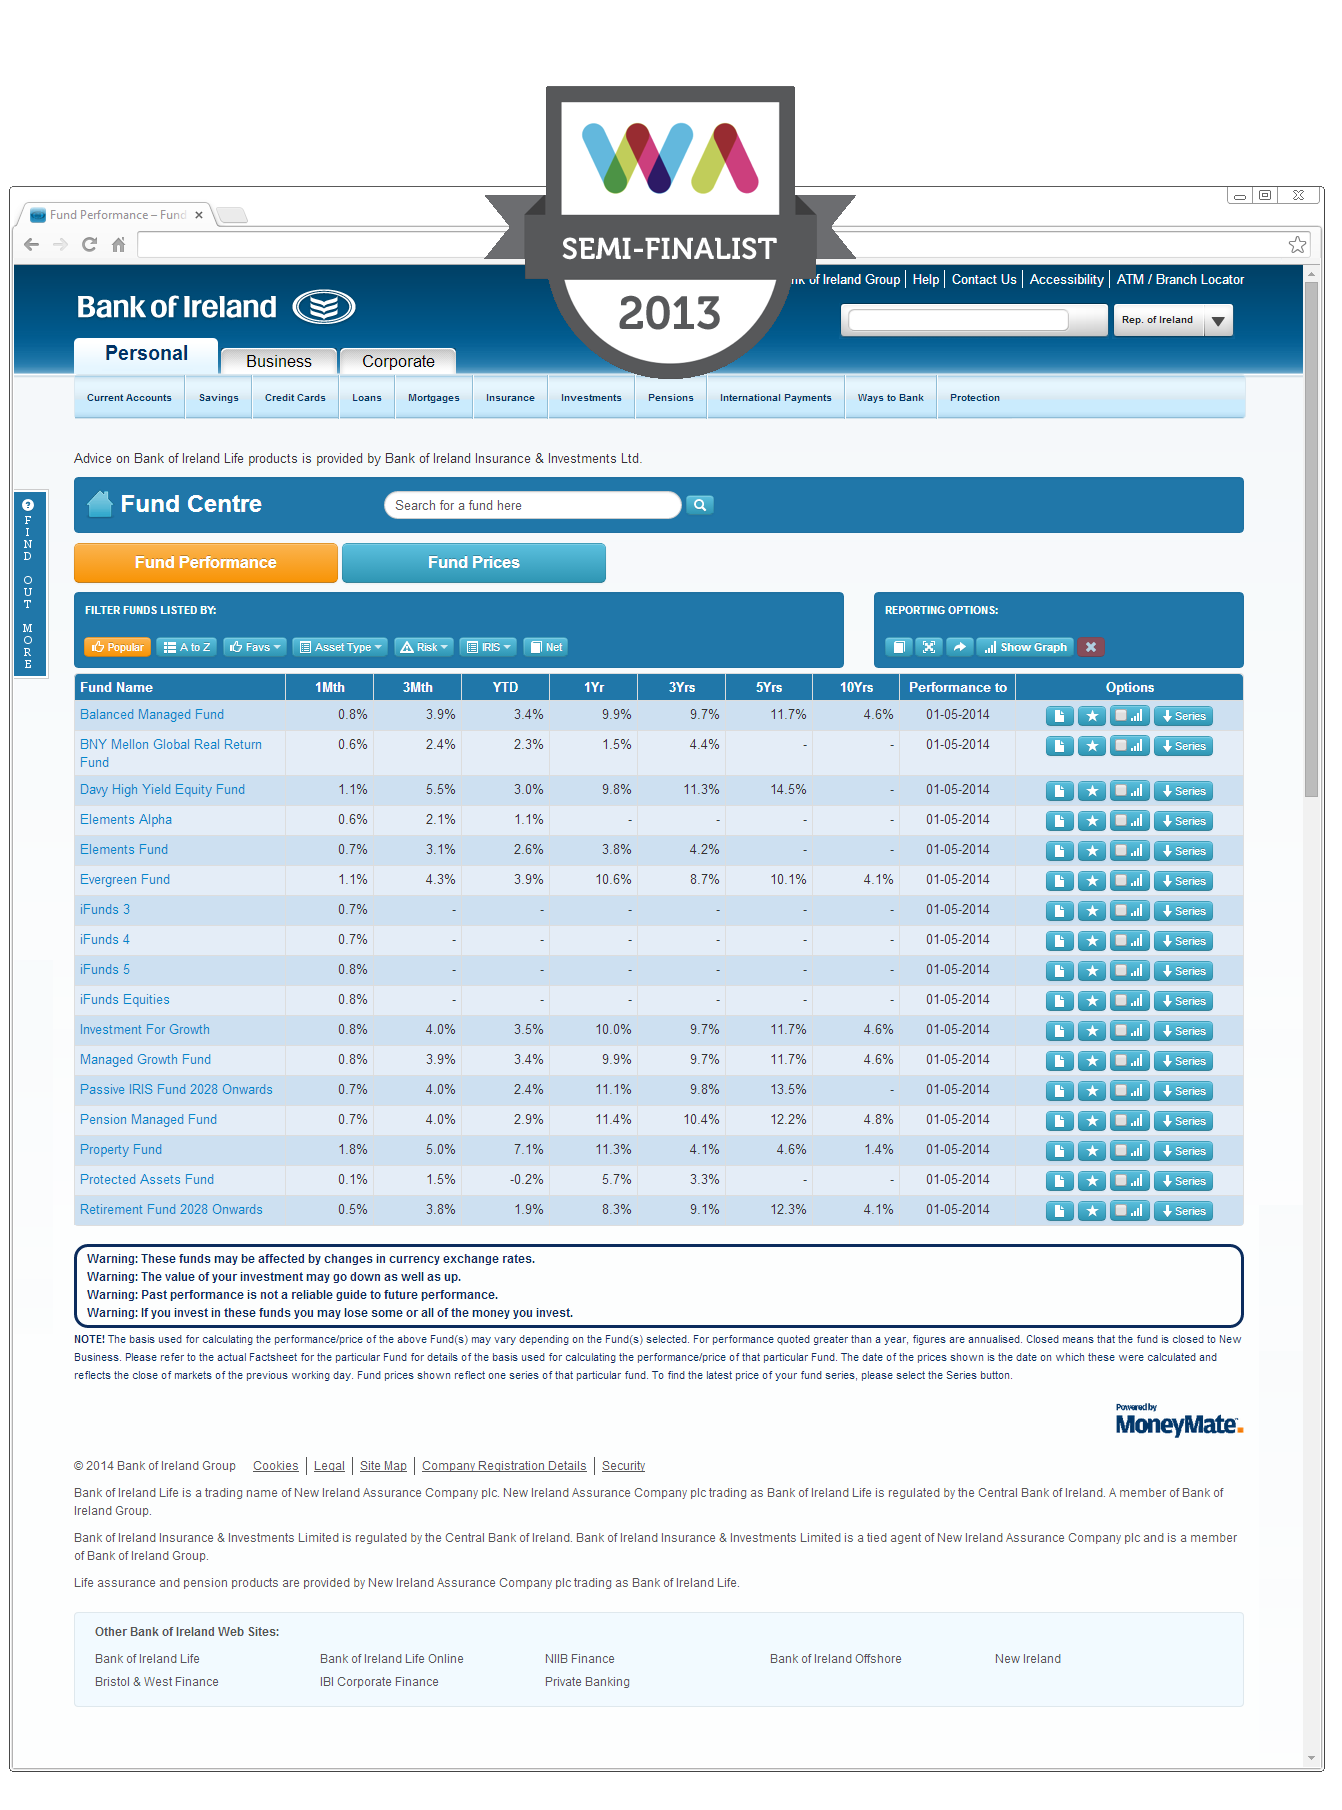 WA
SEMI-FINALIST
2013
Fund Performance – Fund
of Ireland Group | Help | Contact Us | Accessibility | ATM / Branch Locator
Bank of Ireland
Rep. of Ireland
Personal Business Corporate
Current Accounts Savings Credit Cards Loans Mortgages Insurance Investments Pensions International Payments Ways to Bank Protection
Advice on Bank of Ireland Life products is provided by Bank of Ireland Insurance & Investments Ltd.
FIND OUT MORE
Fund Centre Search for a fund here
Fund Performance Fund Prices
FILTER FUNDS LISTED BY: REPORTING OPTIONS:
Popular A to Z Favs Asset Type Risk IRIS Net Show Graph
Fund Name 1Mth 3Mth YTD 1Yr 3Yrs 5Yrs 10Yrs Performance to Options
Balanced Managed Fund 0.8% 3.9% 3.4% 9.9% 9.7% 11.7% 4.6% 01-05-2014 Series
BNY Mellon Global Real Return 0.6% 2.4% 2.3% 1.5% 4.4% - - 01-05-2014 Series
Fund
Davy High Yield Equity Fund 1.1% 5.5% 3.0% 9.8% 11.3% 14.5% - 01-05-2014 Series
Elements Alpha 0.6% 2.1% 1.1% - - - - 01-05-2014 Series
Elements Fund 0.7% 3.1% 2.6% 3.8% 4.2% - - 01-05-2014 Series
Evergreen Fund 1.1% 4.3% 3.9% 10.6% 8.7% 10.1% 4.1% 01-05-2014 Series
iFunds 3 0.7% - - - - - - 01-05-2014 Series
iFunds 4 0.7% - - - - - - 01-05-2014 Series
iFunds 5 0.8% - - - - - - 01-05-2014 Series
iFunds Equities 0.8% - - - - - - 01-05-2014 Series
Investment For Growth 0.8% 4.0% 3.5% 10.0% 9.7% 11.7% 4.6% 01-05-2014 Series
Managed Growth Fund 0.8% 3.9% 3.4% 9.9% 9.7% 11.7% 4.6% 01-05-2014 Series
Passive IRIS Fund 2028 Onwards 0.7% 4.0% 2.4% 11.1% 9.8% 13.5% - 01-05-2014 Series
Pension Managed Fund 0.7% 4.0% 2.9% 11.4% 10.4% 12.2% 4.8% 01-05-2014 Series
Property Fund 1.8% 5.0% 7.1% 11.3% 4.1% 4.6% 1.4% 01-05-2014 Series
Protected Assets Fund 0.1% 1.5% -0.2% 5.7% 3.3% - - 01-05-2014 Series
Retirement Fund 2028 Onwards 0.5% 3.8% 1.9% 8.3% 9.1% 12.3% 4.1% 01-05-2014 Series
Warning: These funds may be affected by changes in currency exchange rates.
Warning: The value of your investment may go down as well as up.
Warning: Past performance is not a reliable guide to future performance.
Warning: If you invest in these funds you may lose some or all of the money you invest.
NOTE! The basis used for calculating the performance/price of the above Fund(s) may vary depending on the Fund(s) selected. For performance quoted greater than a year, figures are annualised. Closed means that the fund is closed to New
Business. Please refer to the actual Factsheet for the particular Fund for details of the basis used for calculating the performance/price of that particular Fund. The date of the prices shown is the date on which these were calculated and
reflects the close of markets of the previous working day. Fund prices shown reflect one series of that particular fund. To find the latest price of your fund series, please select the Series button.
Powered by
MoneyMate
© 2014 Bank of Ireland Group Cookies | Legal | Site Map | Company Registration Details | Security
Bank of Ireland Life is a trading name of New Ireland Assurance Company plc. New Ireland Assurance Company plc trading as Bank of Ireland Life is regulated by the Central Bank of Ireland. A member of Bank of
Ireland Group.
Bank of Ireland Insurance & Investments Limited is regulated by the Central Bank of Ireland. Bank of Ireland Insurance & Investments Limited is a tied agent of New Ireland Assurance Company plc and is a member
of Bank of Ireland Group.
Life assurance and pension products are provided by New Ireland Assurance Company plc trading as Bank of Ireland Life.
Other Bank of Ireland Web Sites:
Bank of Ireland Life Bank of Ireland Life Online NIIB Finance Bank of Ireland Offshore New Ireland
Bristol & West Finance IBI Corporate Finance Private Banking